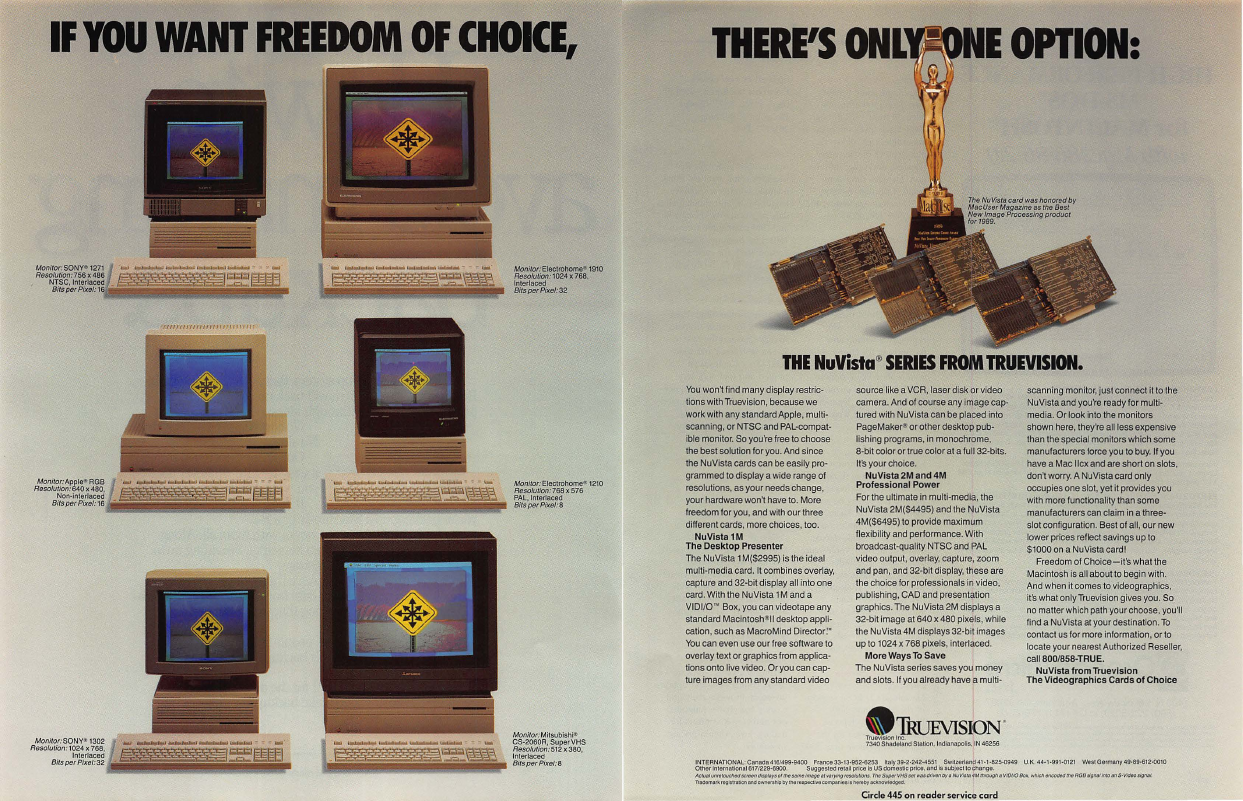 IF YOU WANT FREEDOM OF CHOICE,
Monitor: SONY® 1271
Resolution: 756 x 486
NTSC, Interlaced
Bits per Pixel: 16
Monitor: Electrohome® 1910
Resolution: 1024 x 768,
Interlaced
Bits per Pixel: 32
Monitor: Apple® RGB
Resolution: 640 x 480,
Non-interlaced
Bits per Pixel: 16
Monitor: Electrohome® 1210
Resolution: 768 x 576
PAL, Interlaced
Bits per Pixel: 8
Monitor: SONY® 1302
Resolution: 1024 x 768,
Interlaced
Bits per Pixel: 32
Monitor: Mitsubishi®
CS-2060R, Super VHS
Resolution: 512 x 380,
Interlaced
Bits per Pixel; 8
THERE'S ONLY ONE OPTION:
MacUser
The NuVista card was honored by
MacUser Magazine as the Best
New Image Processing product
for 1989.
THE NuVista® SERIES FROM TRUEVISION.
You won't find many display restric-
tions with Truevision, because we
work with any standard Apple, multi-
scanning, or NTSC and PAL-compat-
ible monitor. So you're free to choose
the best solution for you. And since
the NuVista cards can be easily pro-
grammed to display a wide range of
resolutions, as your needs change,
your hardware won't have to. More
freedom for you, and with our three
different cards, more choices, too.
NuVista 1M
The Desktop Presenter
The NuVista 1M($2995) is the ideal
multi-media card. It combines overlay,
capture and 32-bit display all into one
card. With the NuVista 1M and a
VIDI/O™ Box, you can videotape any
standard Macintosh®II desktop appli-
cation, such as MacroMind Director.™
You can even use our free software to
overlay text or graphics from applica-
tions onto live video. Or you can cap-
ture images from any standard video
source like a VCR, laser disk or video
camera. And of course any image cap-
tured with NuVista can be placed into
PageMaker® or other desktop pub-
lishing programs, in monochrome,
8-bit color or true color at a full 32-bits.
It's your choice.
NuVista 2M and 4M
Professional Power
For the ultimate in multi-media, the
NuVista 2M($4495) and the NuVista
4M($6495) to provide maximum
flexibility and performance. With
broadcast-quality NTSC and PAL
video output, overlay, capture, zoom
and pan, and 32-bit display, these are
the choice for professionals in video,
publishing, CAD and presentation
graphics. The NuVista 2M displays a
32-bit image at 640 x 480 pixels, while
the NuVista 4M displays 32-bit images
up to 1024 x 768 pixels, interlaced.
More Ways To Save
The NuVista series saves you money
and slots. If you already have a multi-
scanning monitor, just connect it to the
NuVista and you're ready for multi-
media. Or look into the monitors
shown here, they're all less expensive
than the special monitors which some
manufacturers force you to buy. If you
have a Mac IIcx and are short on slots,
don't worry. A NuVista card only
occupies one slot, yet it provides you
with more functionality than some
manufacturers can claim in a three-
slot configuration. Best of all, our new
lower prices reflect savings up to
$1000 on a NuVista card!
Freedom of Choice—it's what the
Macintosh is all about to begin with.
And when it comes to videographics,
it's what only Truevision gives you. So
no matter which path your choose, you'll
find a NuVista at your destination. To
contact us for more information, or to
locate your nearest Authorized Reseller,
call 800/858-TRUE.
NuVista from Truevision
The Videographics Cards of Choice
TRUEVISION®
Truevision Inc.
7340 Shadeland Station, Indianapolis, IN 46256
INTERNATIONAL: Canada 416/499-9400 France 33-13-952-6253 Italy 39-2-242-4551 Switzerland 41-1-825-0949 U.K. 44-1-991-0121 West Germany 49-89-612-0010
Other International 617/229-6900. Suggested retail price is US domestic price, and is subject to change.
Actual unretouched screen displays of the same image at varying resolutions. The Super VHS set was driven by a NuVista 4M through a VIDI/O Box, which encoded the RGB signal into an S-Video signal.
Trademark registration and ownership by the respective companies is hereby acknowledged.
Circle 445 on reader service card